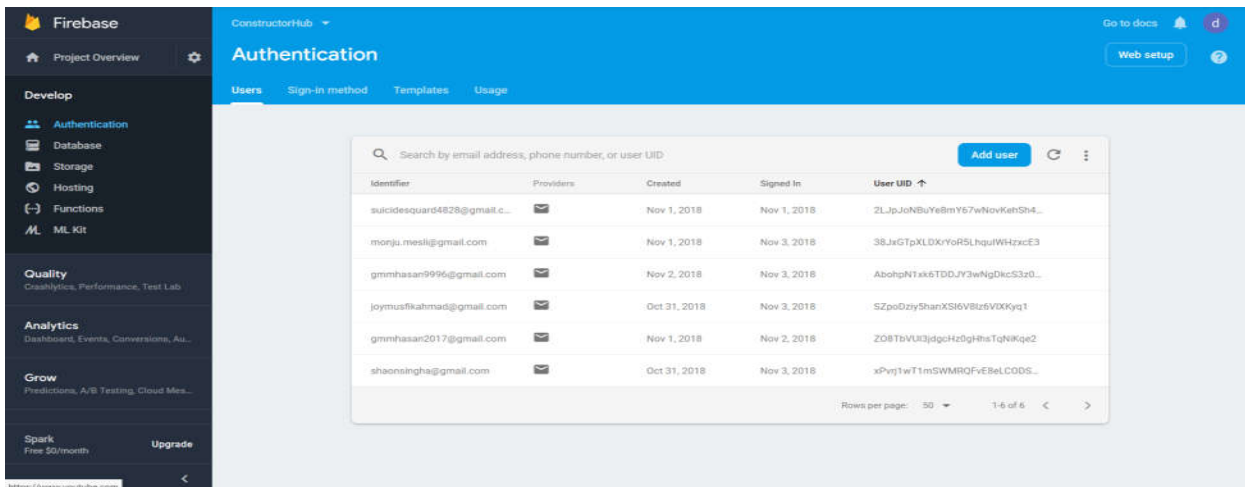 Firebase
ConstructorHub
Go to docs
d
Project Overview
Authentication
Web setup
Develop
Users Sign-in method Templates Usage
Authentication
Database
Storage
Hosting
Functions
ML Kit
Search by email address, phone number, or user UID
Add user
Identifier Providers Created Signed In User UID
suicidesquard4828@gmail.c... Nov 1, 2018 Nov 1, 2018
monju.mesli@gmail.com Nov 1, 2018 Nov 3, 2018
gmmhasan9996@gmail.com Nov 2, 2018 Nov 3, 2018
joymusfikahmad@gmail.com Oct 31, 2018 Nov 3, 2018
gmmhasan2017@gmail.com Nov 1, 2018 Nov 2, 2018
shaonsingha@gmail.com Oct 31, 2018 Nov 3, 2018
Rows per page: 50 1-6 of 6
Quality
Crashlytics, Performance, Test Lab
Analytics
Dashboard, Events, Conversions, Au...
Grow
Predictions, A/B Testing, Cloud Mes...
Spark
Free $0/month
Upgrade